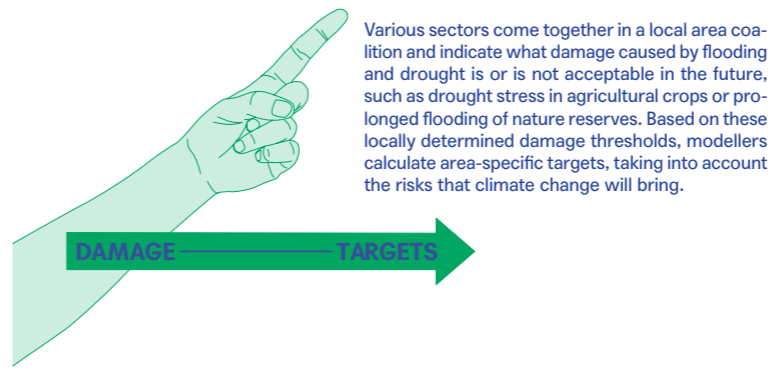 Various sectors come together in a local area coa-
lition and indicate what damage caused by flooding
and drought is or is not acceptable in the future,
such as drought stress in agricultural crops or pro-
longed flooding of nature reserves. Based on these
locally determined damage thresholds, modellers
calculate area-specific targets, taking into account
the risks that climate change will bring.
DAMAGE TARGETS